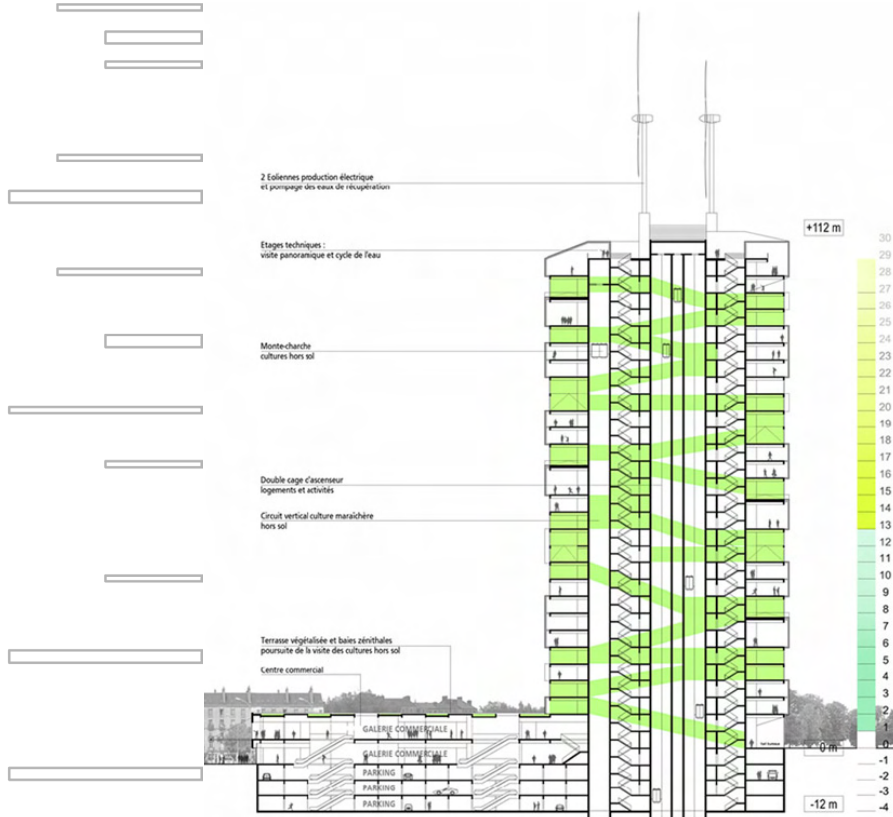 2 Eoliennes production électrique
et pompage des eaux de récupération
+112 m
Etages techniques :
visite panoramique et cycle de l'eau
Monte-charche
cultures hors sol
Double cage d'ascenseur
logements et activités
Circuit vertical culture maraîchère
hors sol
Terrasse végétalisée et baies zénithales
poursuite de la visite des cultures hors sol
Centre commercial
GALERIE COMMERCIALE
GALERIE COMMERCIALE
PARKING
PARKING
PARKING
0 m
-12 m
30
29
28
27
26
25
24
23
22
21
20
19
18
17
16
15
14
13
12
11
10
9
8
7
6
5
4
3
2
1
0
-1
-2
-3
-4